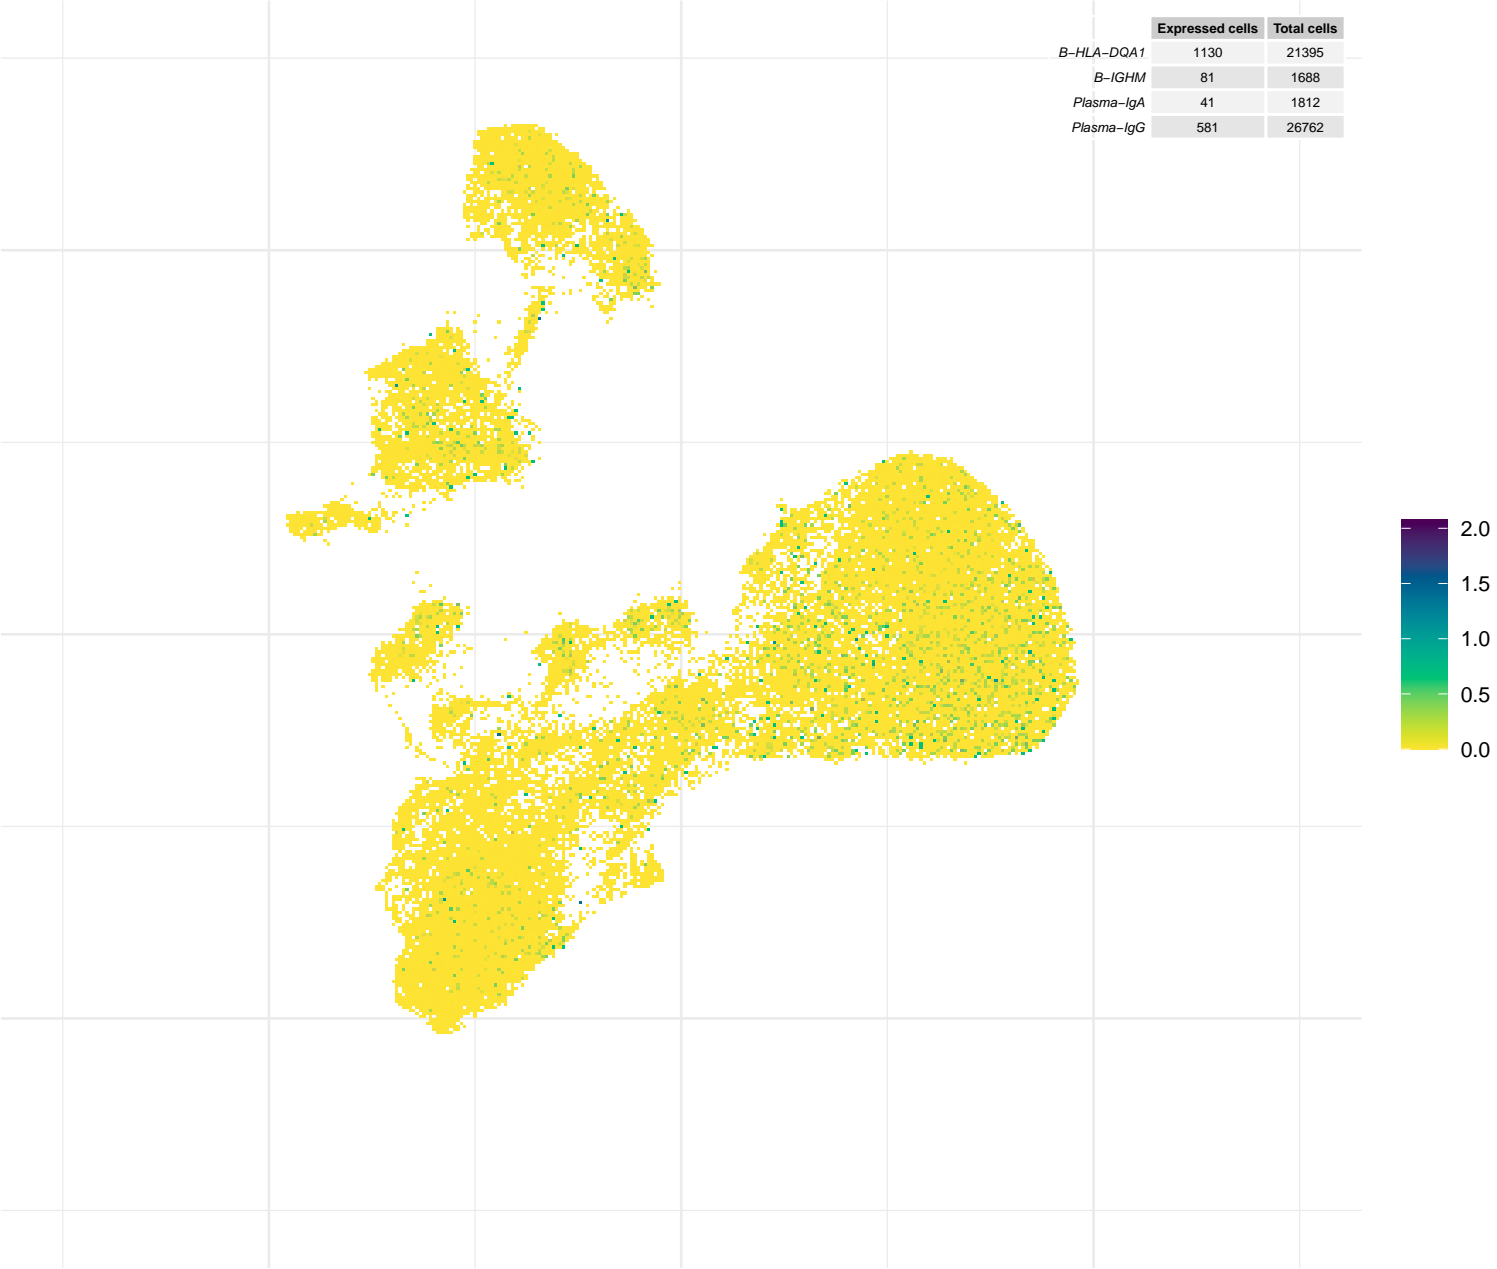 Expressed cells Total cells
B−HLA−DQA1 1130 21395
B−IGHM 81 1688
Plasma−IgA 41 1812
Plasma−IgG 581 26762
2.0
1.5
1.0
0.5
0.0